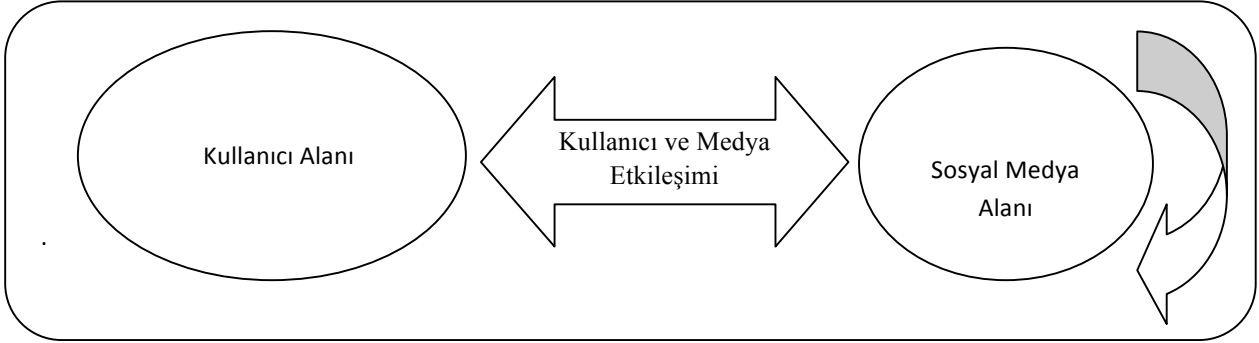 Kullanıcı Alanı
Kullanıcı ve Medya
Etkileşimi
Sosyal Medya
Alanı
.